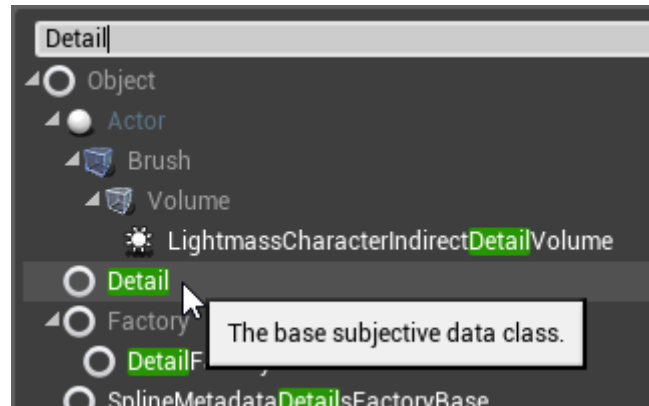 Detail
Object
Actor
Brush
Volume
LightmassCharacterIndirectDetailVolume
Detail
Factory
The base subjective data class.
SplineMetadataDetailsFactoryBase